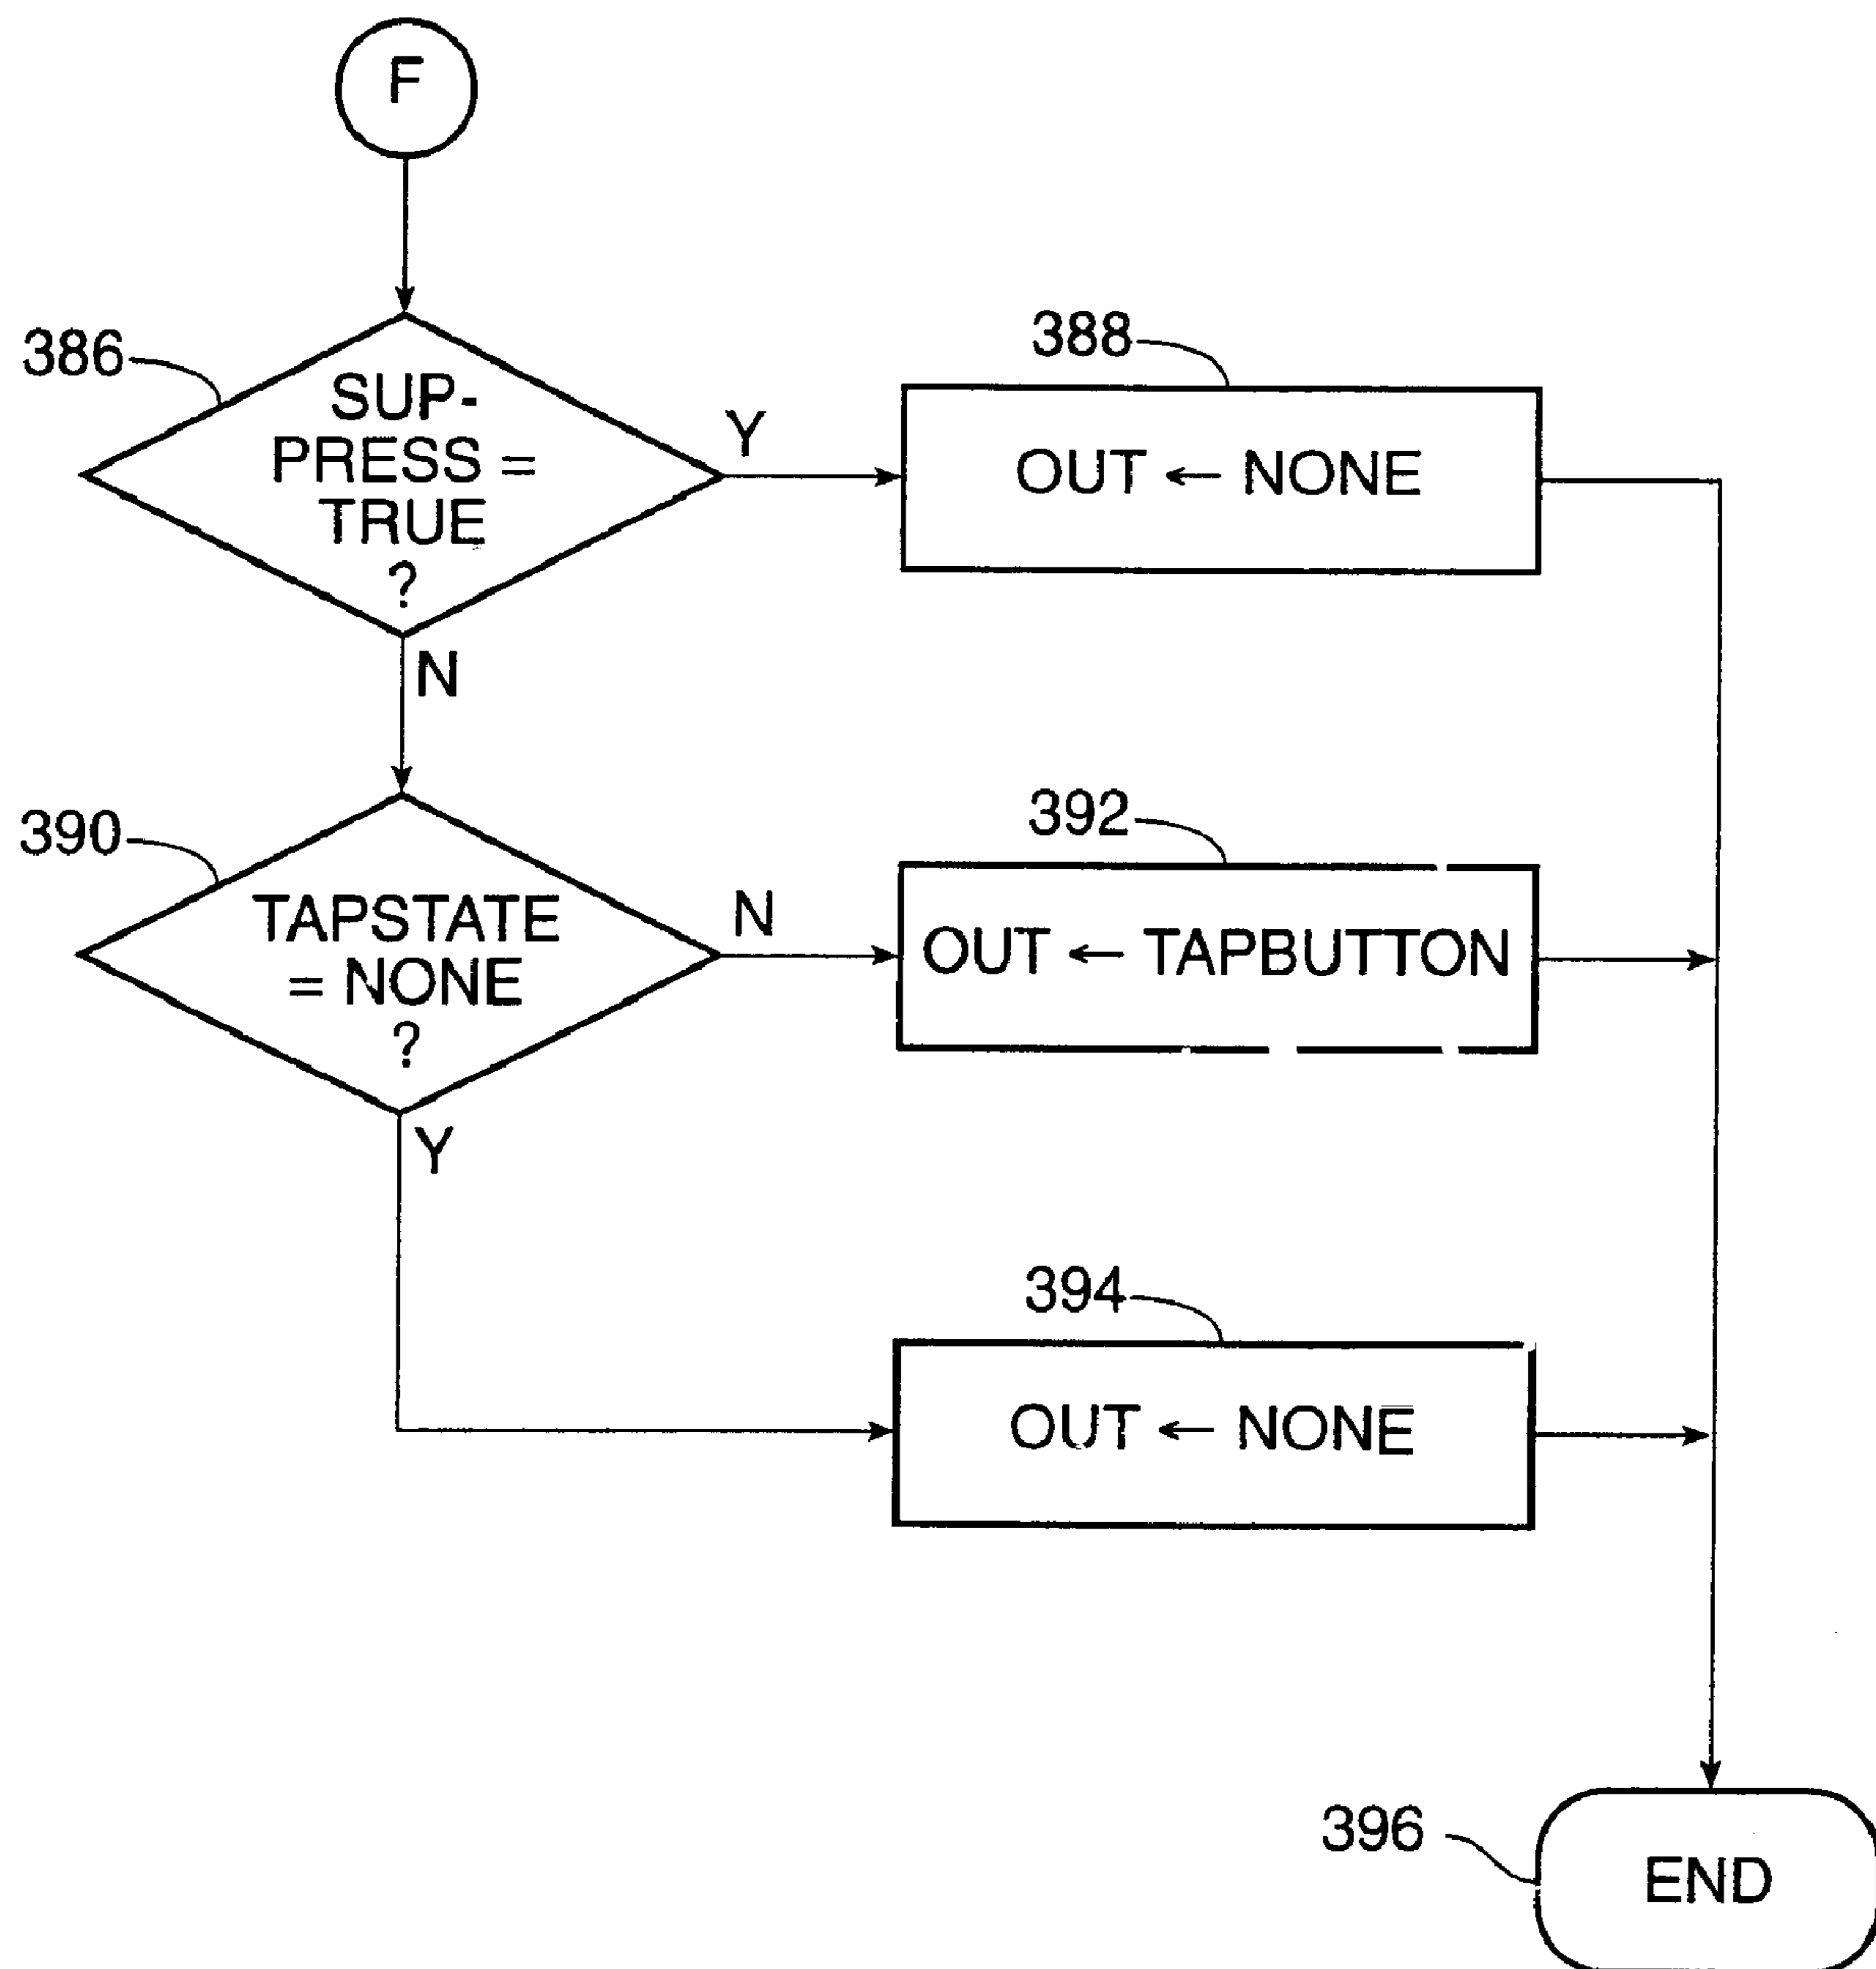 F
386
SUP-
PRESS =
TRUE
?
Y
388
OUT ← NONE
N
390
TAPSTATE
= NONE
?
N
392
OUT ← TAPBUTTON
Y
394
OUT ← NONE
396
END